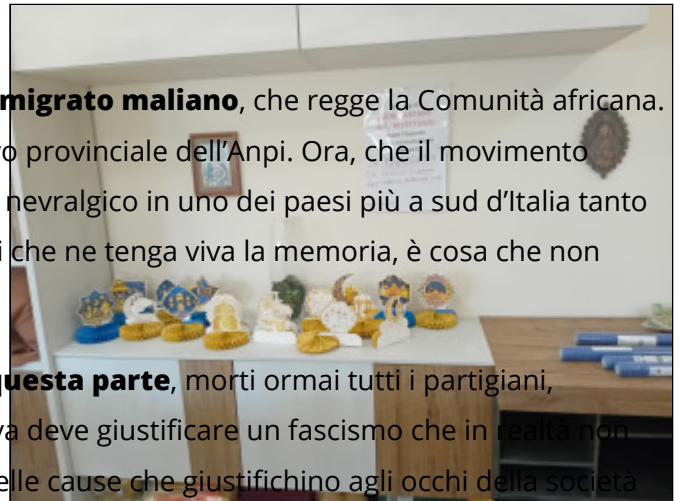 migrato maliano, che regge la Comunità africana.
o provinciale dell'Anpi. Ora, che il movimento
nevralgico in uno dei paesi più a sud d'Italia tanto
i che ne tenga viva la memoria, è cosa che non
questa parte, morti ormai tutti i partigiani,
va deve giustificare un fascismo che in realtà non
elle cause che giustifichino agli occhi della società